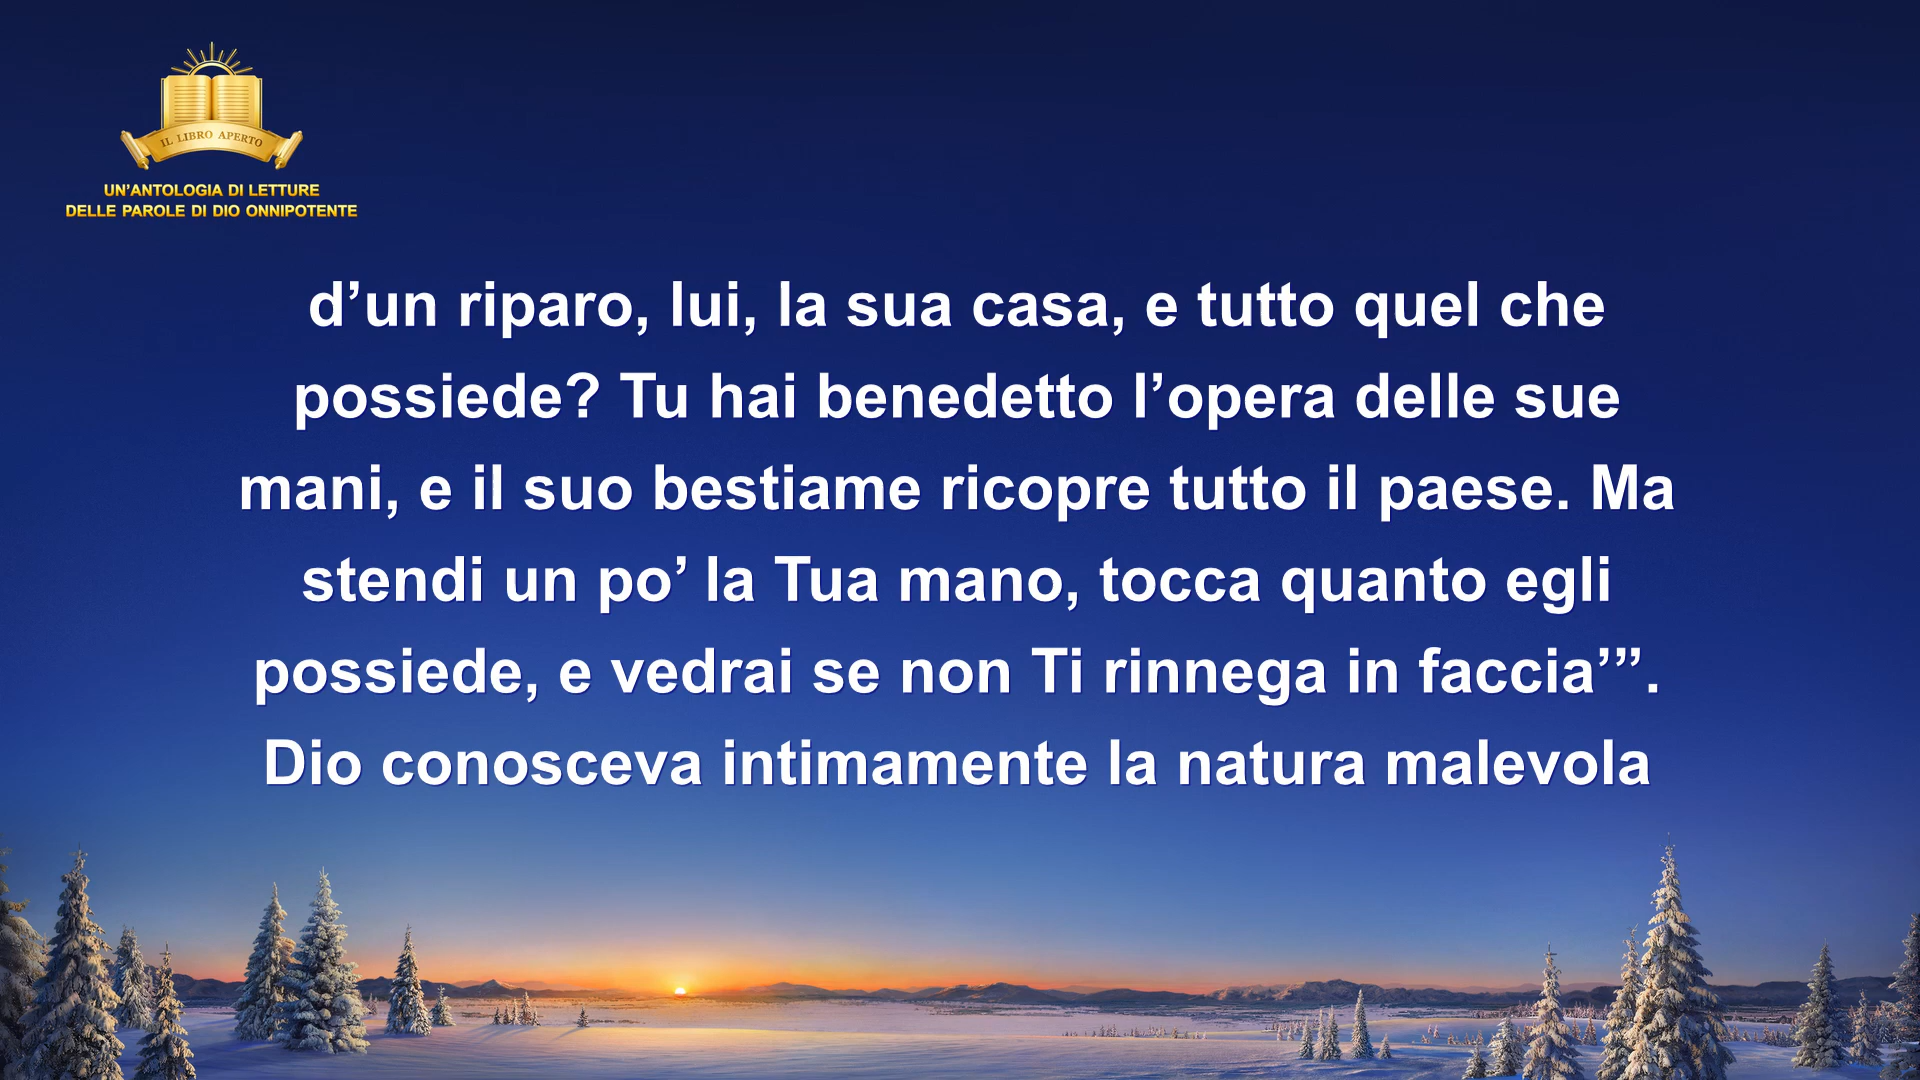 IL LIBRO APERTO
UN’ANTOLOGIA DI LETTURE
DELLE PAROLE DI DIO ONNIPOTENTE
d’un riparo, lui, la sua casa, e tutto quel che
possiede? Tu hai benedetto l’opera delle sue
mani, e il suo bestiame ricopre tutto il paese. Ma
stendi un po’ la Tua mano, tocca quanto egli
possiede, e vedrai se non Ti rinnega in faccia’”.
Dio conosceva intimamente la natura malevola